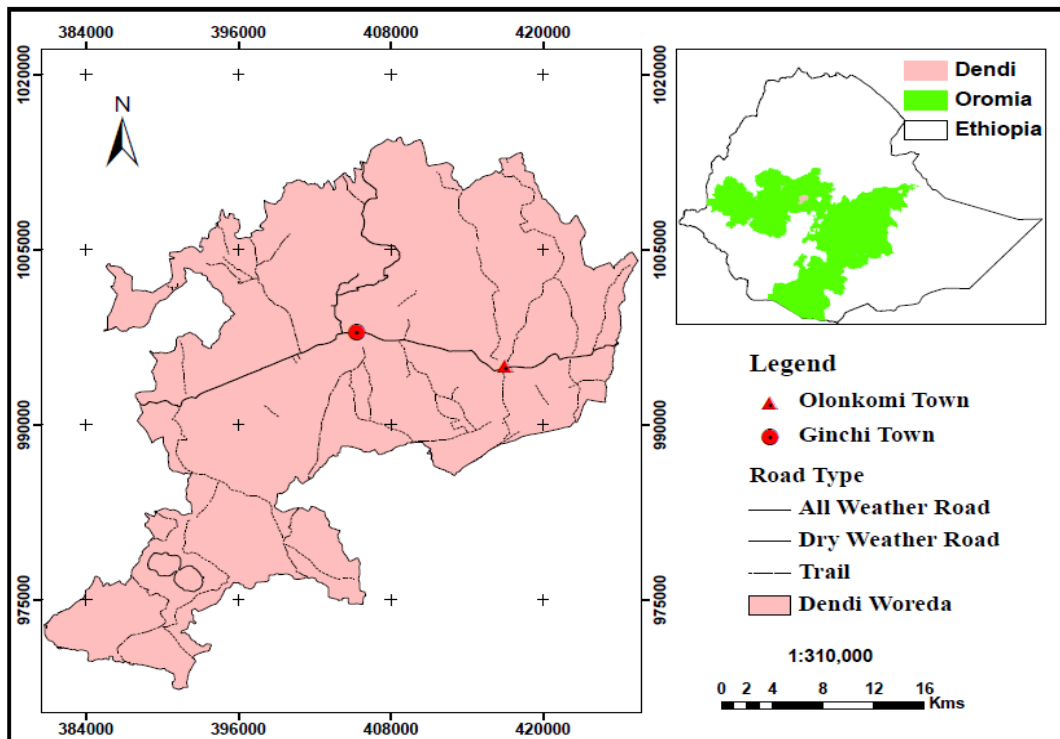 384000 396000 408000 420000
1020000 1020000
N
1005000 1005000
990000 990000
975000 975000
384000 396000 408000 420000
Dendi
Oromia
Ethiopia
Legend
Olonkomi Town
Ginchi Town
Road Type
All Weather Road
Dry Weather Road
Trail
Dendi Woreda
1:310,000
0 2 4 8 12 16
Kms